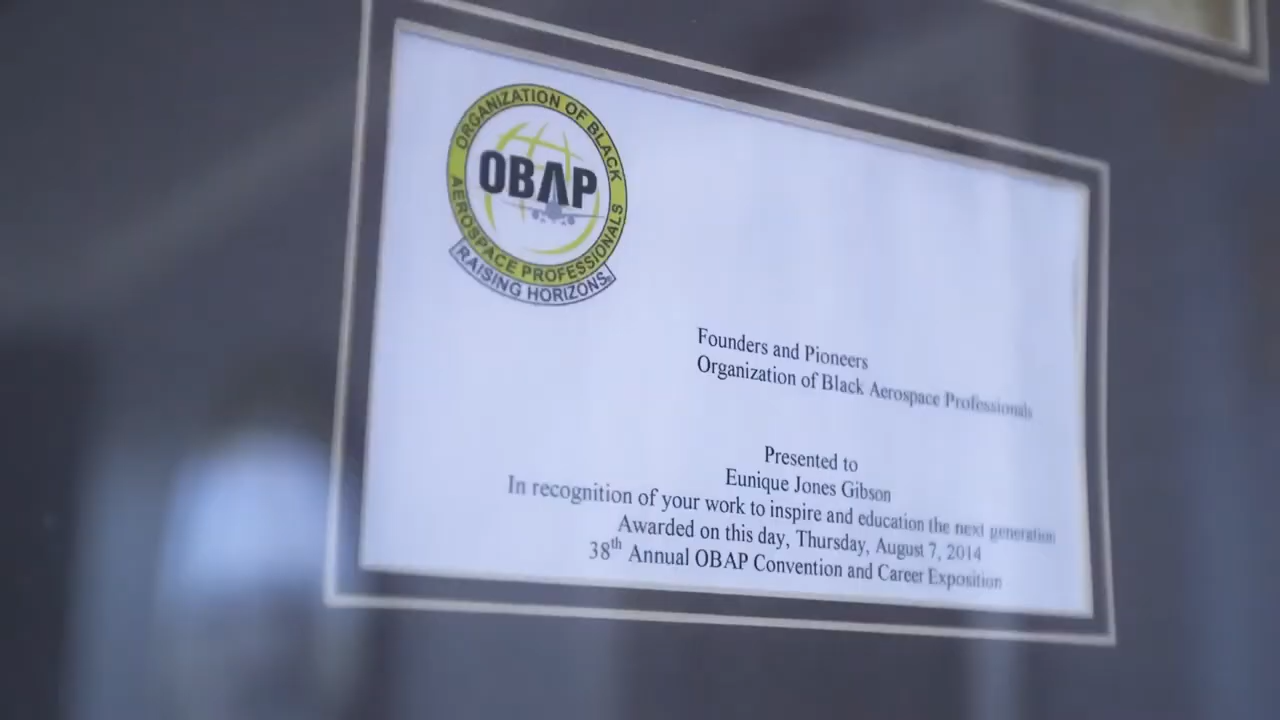 ORGANIZATION OF BLACK
AEROSPACE PROFESSIONALS
OBAP
RAISING HORIZONS
Founders and Pioneers
Organization of Black Aerospace Professionals
Presented to
Eunique Jones Gibson
In recognition of your work to inspire and education the next generation
Awarded on this day, Thursday, August 7, 2014
38th Annual OBAP Convention and Career Exposition